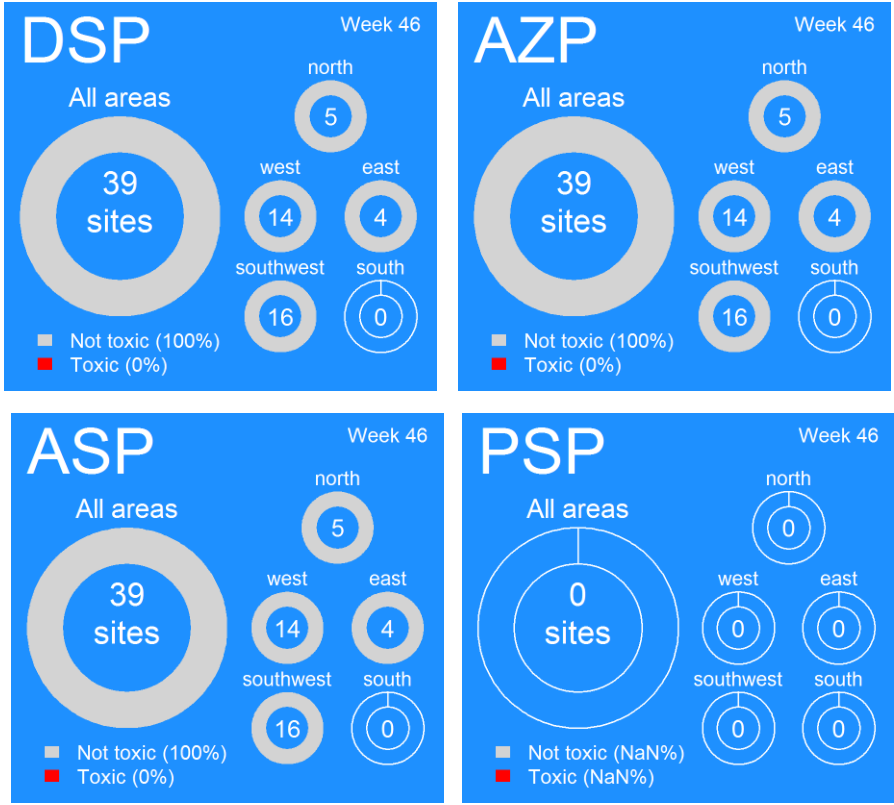 DSP
Week 46
north
All areas
5
west
east
39
sites
14
4
southwest
south
16
0
Not toxic (100%)
Toxic (0%)
AZP
Week 46
north
All areas
5
west
east
39
sites
14
4
southwest
south
16
0
Not toxic (100%)
Toxic (0%)
ASP
Week 46
north
All areas
5
west
east
39
sites
14
4
southwest
south
16
0
Not toxic (100%)
Toxic (0%)
PSP
Week 46
north
All areas
0
west
east
0
sites
0
0
southwest
south
0
0
Not toxic (NaN%)
Toxic (NaN%)